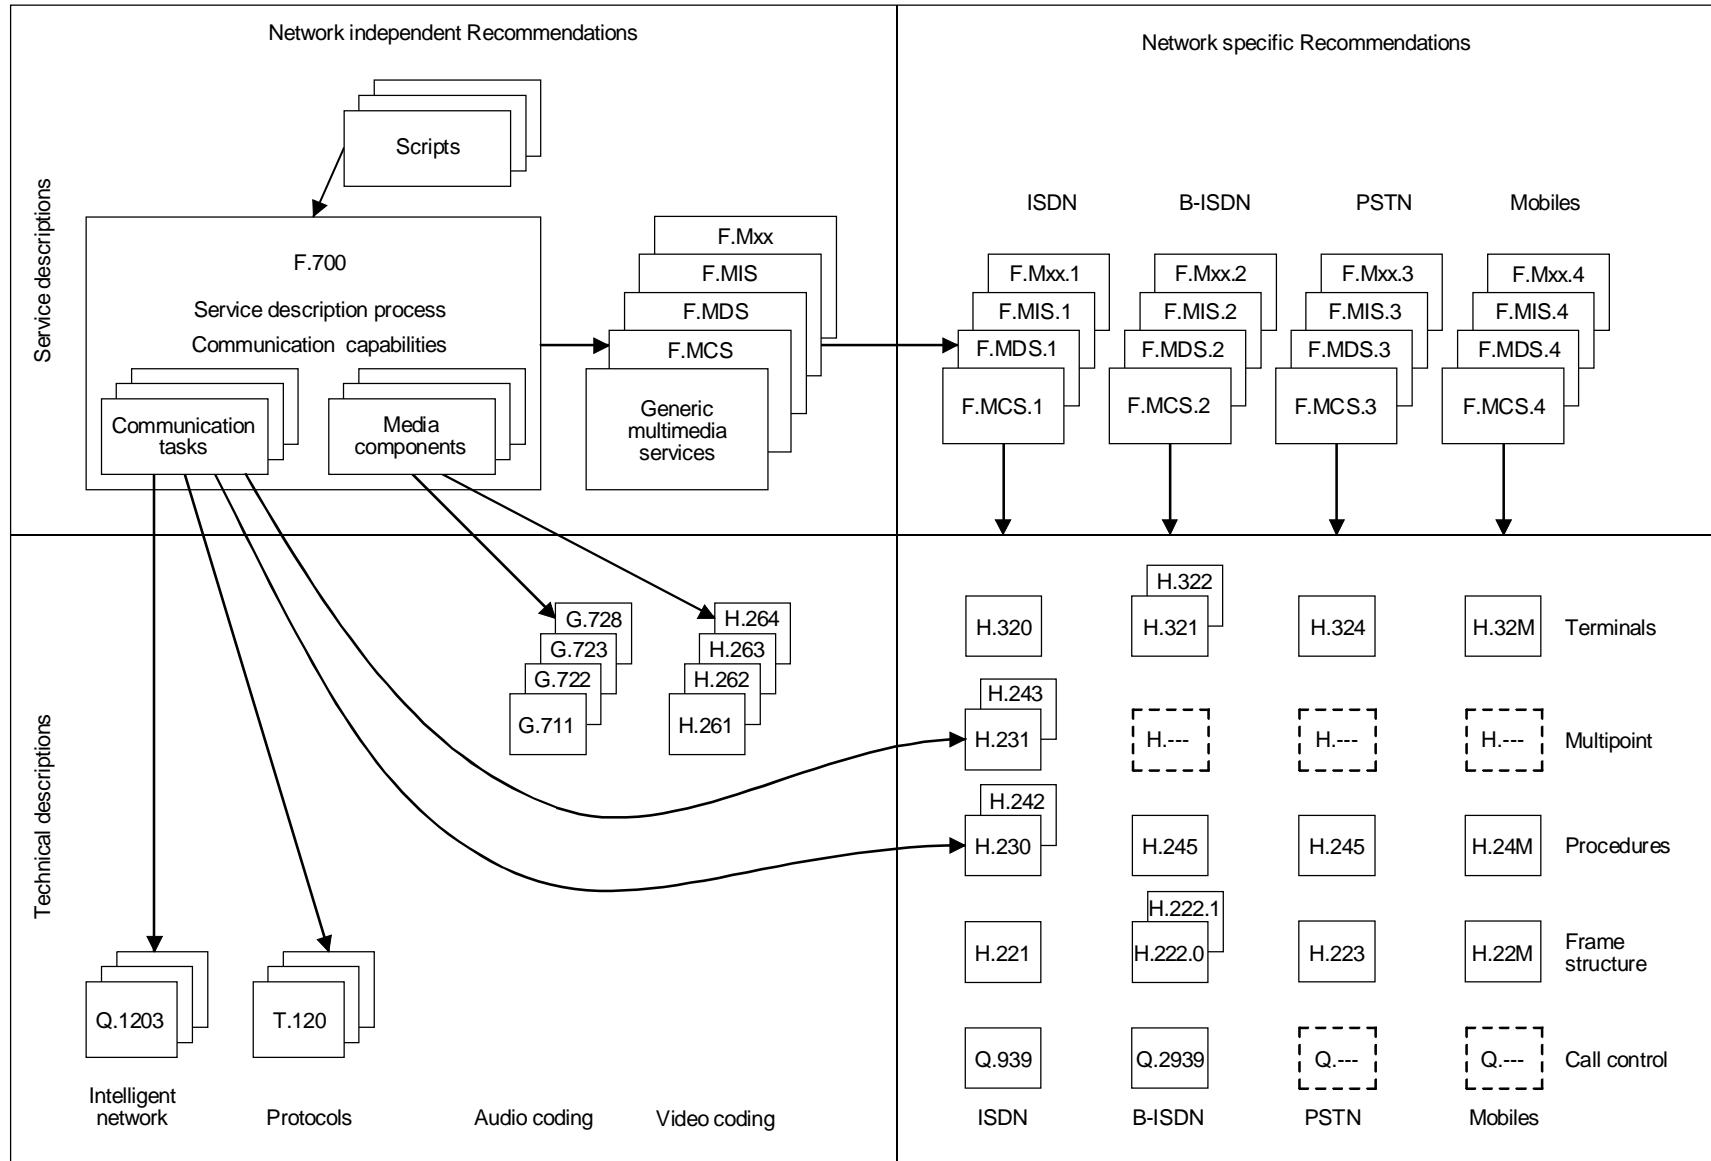 Network independent Recommendations
Network specific Recommendations
Service descriptions
Scripts
F.700
Service description process
Communication capabilities
Communication
tasks
Media
components
F.Mxx
F.MIS
F.MDS
F.MCS
Generic
multimedia
services
ISDN
B-ISDN
PSTN
Mobiles
F.Mxx.1
F.MIS.1
F.MDS.1
F.MCS.1
F.Mxx.2
F.MIS.2
F.MDS.2
F.MCS.2
F.Mxx.3
F.MIS.3
F.MDS.3
F.MCS.3
F.Mxx.4
F.MIS.4
F.MDS.4
F.MCS.4
Technical descriptions
G.728
G.723
G.722
G.711
H.264
H.263
H.262
H.261
Q.1203
T.120
Intelligent
network
Protocols
Audio coding
Video coding
H.320
H.322
H.321
H.324
H.32M
Terminals
H.243
H.231
H.---
H.---
H.---
Multipoint
H.242
H.230
H.245
H.245
H.24M
Procedures
H.221
H.222.1
H.222.0
H.223
H.22M
Frame
structure
Q.939
Q.2939
Q.---
Q.---
Call control
ISDN
B-ISDN
PSTN
Mobiles